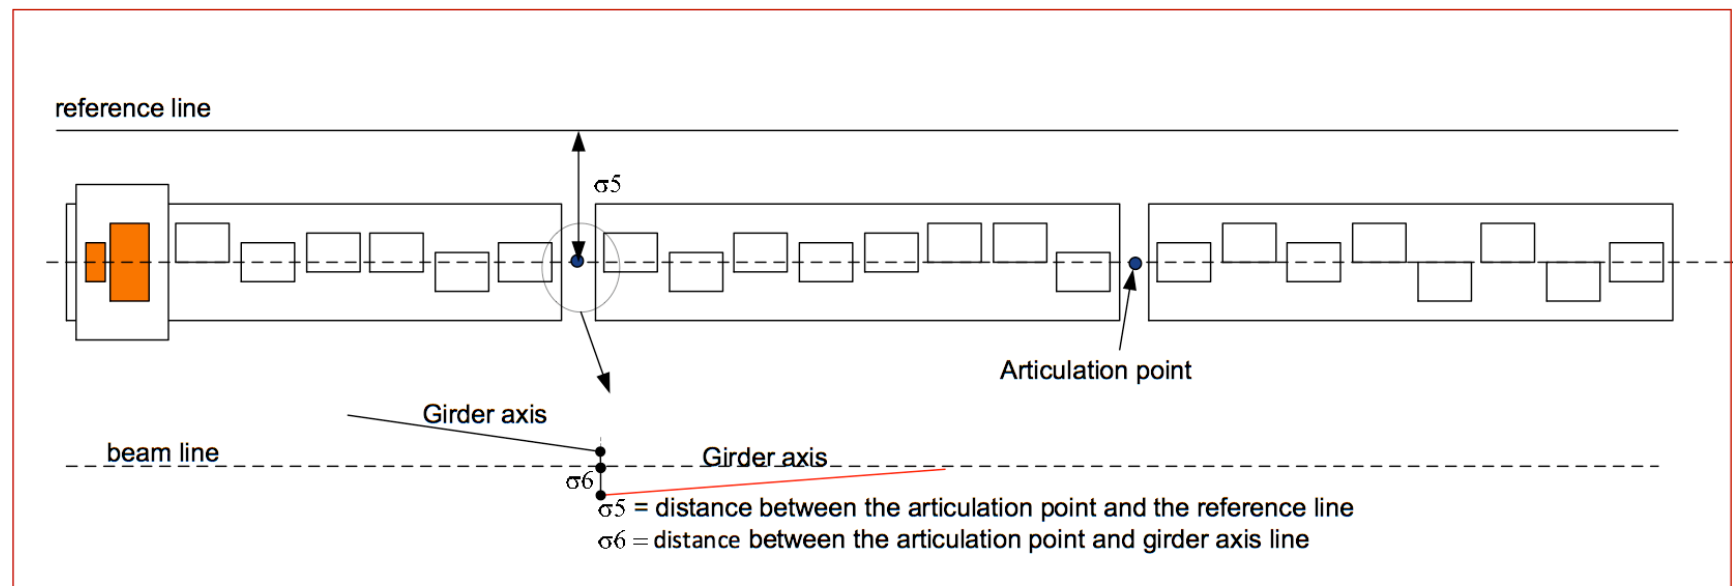 reference line
σ5
Articulation point
Girder axis
beam line
Girder axis
σ6
σ5 = distance between the articulation point and the reference line
σ6 = distance between the articulation point and girder axis line